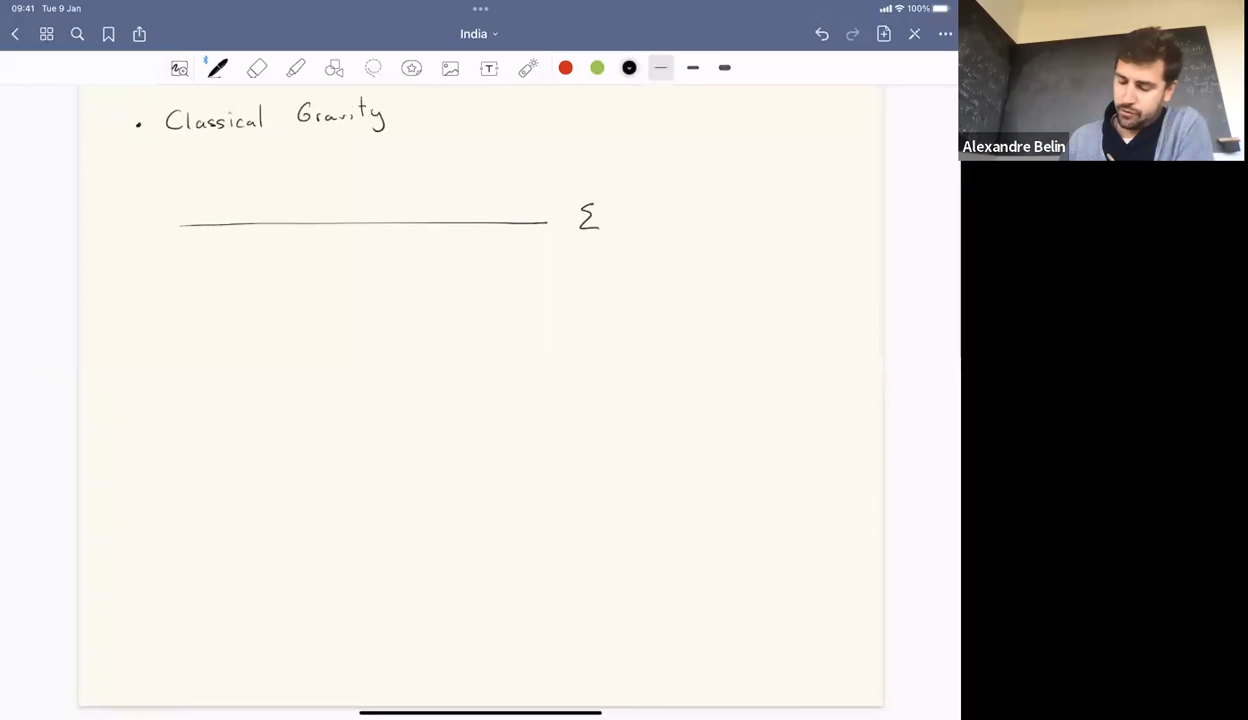 09:41 Tue 9 Jan
100%
India
T
• Classical Gravity
Σ
Alexandre Belin